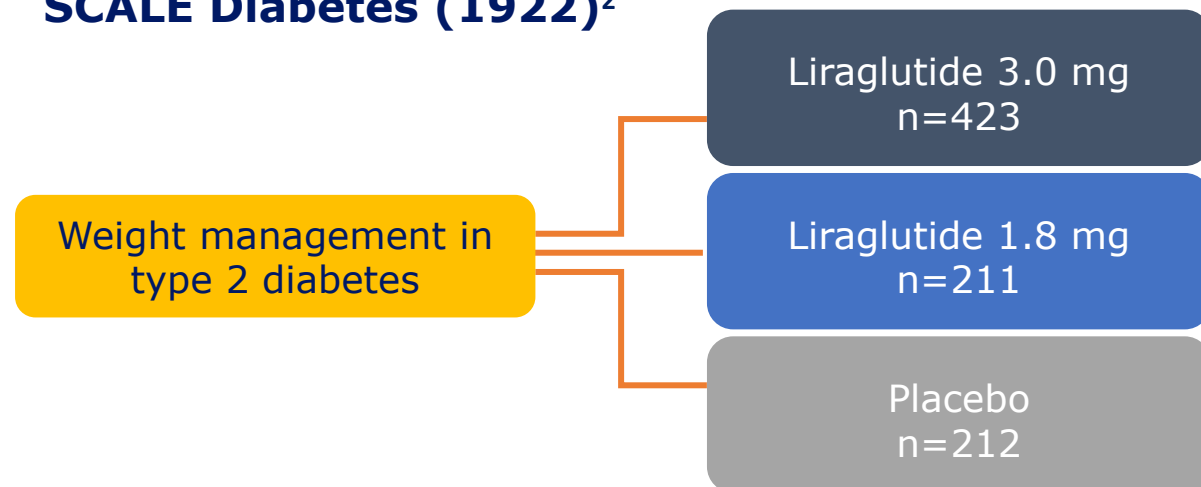 SCALE Diabetes (1922)²
Liraglutide 3.0 mg
n=423
Weight management in
type 2 diabetes
Liraglutide 1.8 mg
n=211
Placebo
n=212